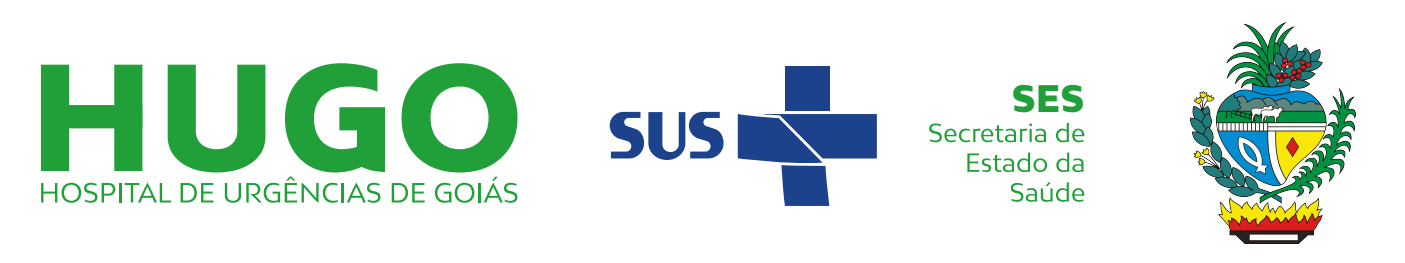 HUGO
HOSPITAL DE URGÊNCIAS DE GOIÁS
SUS
SES
Secretaria de
Estado da
Saúde